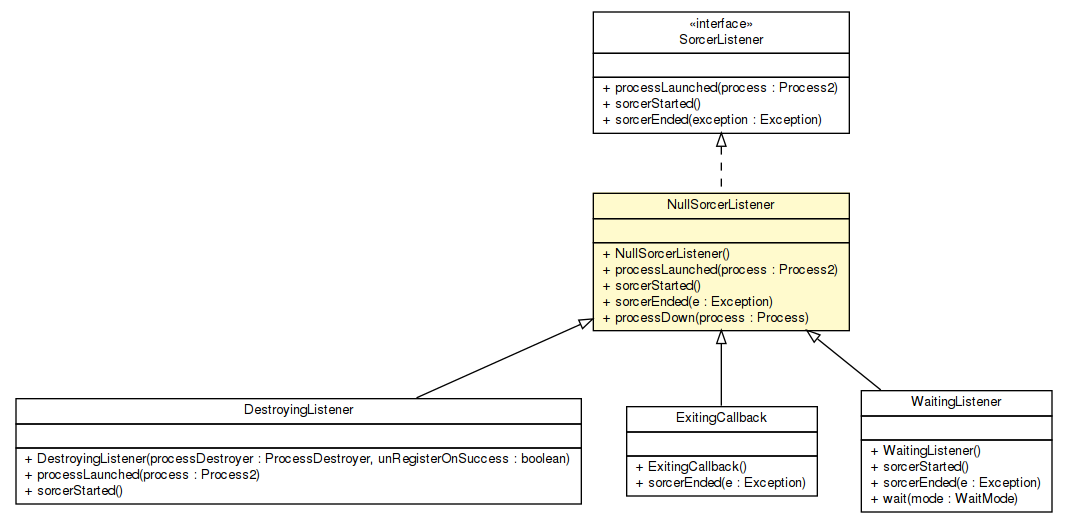 «interface»
SorcerListener
+ processLaunched(process : Process2)
+ sorcerStarted()
+ sorcerEnded(exception : Exception)
NullSorcerListener
+ NullSorcerListener()
+ processLaunched(process : Process2)
+ sorcerStarted()
+ sorcerEnded(e : Exception)
+ processDown(process : Process)
DestroyingListener
+ DestroyingListener(processDestroyer : ProcessDestroyer, unRegisterOnSuccess : boolean)
+ processLaunched(process : Process2)
+ sorcerStarted()
ExitingCallback
+ ExitingCallback()
+ sorcerEnded(e : Exception)
WaitingListener
+ WaitingListener()
+ sorcerStarted()
+ sorcerEnded(e : Exception)
+ wait(mode : WaitMode)